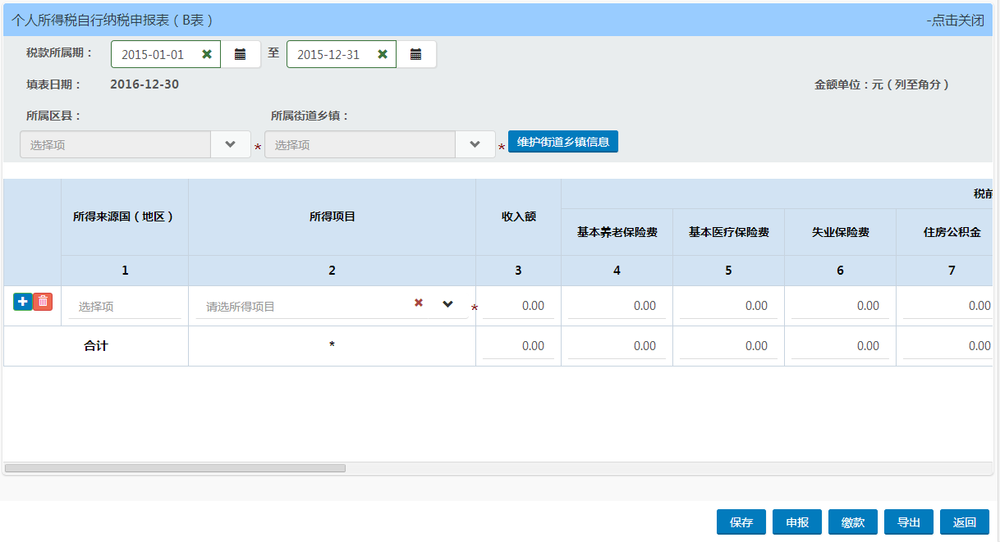 个人所得税自行纳税申报表（B表） -点击关闭
税款所属期： 2015-01-01 至 2015-12-31
填表日期： 2016-12-30 金额单位：元（列至角分）
所属区县： 所属街道乡镇：
选择项 * 选择项 * 维护街道乡镇信息
税前
所得来源国（地区） 所得项目 收入额
基本养老保险费 基本医疗保险费 失业保险费 住房公积金
1 2 3 4 5 6 7
选择项 请选所得项目 * 0.00 0.00 0.00 0.00 0.00
合计 * 0.00 0.00 0.00 0.00 0.00
保存 申报 缴款 导出 返回